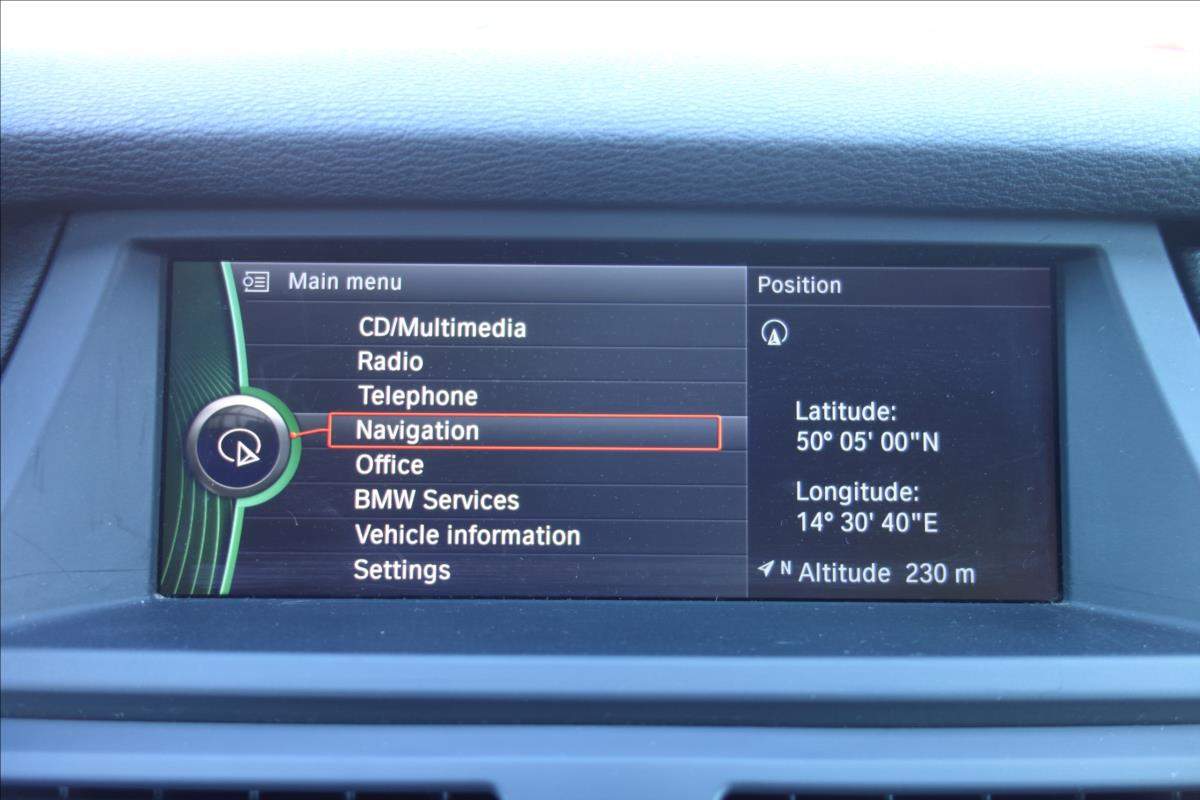 Main menu
CD/Multimedia
Radio
Telephone
Navigation
Office
BMW Services
Vehicle information
Settings
Position
Latitude:
50° 05' 00"N
Longitude:
14° 30' 40"E
N Altitude 230 m